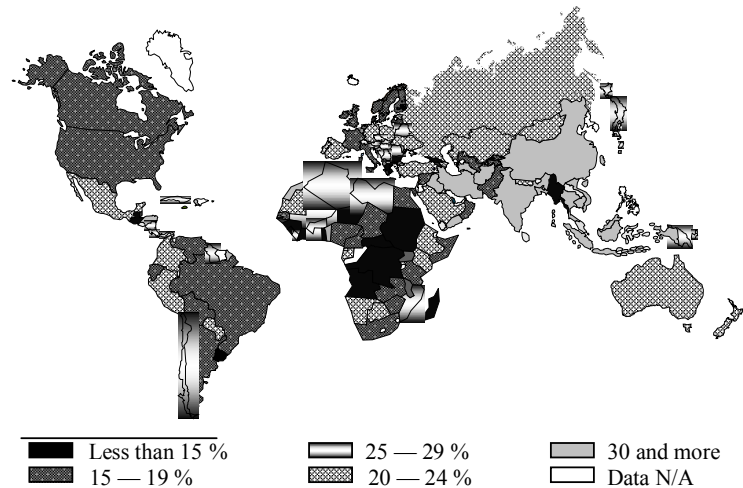 Less than 15 % 25 — 29 % 30 and more
15 — 19 % 20 — 24 % Data N/A